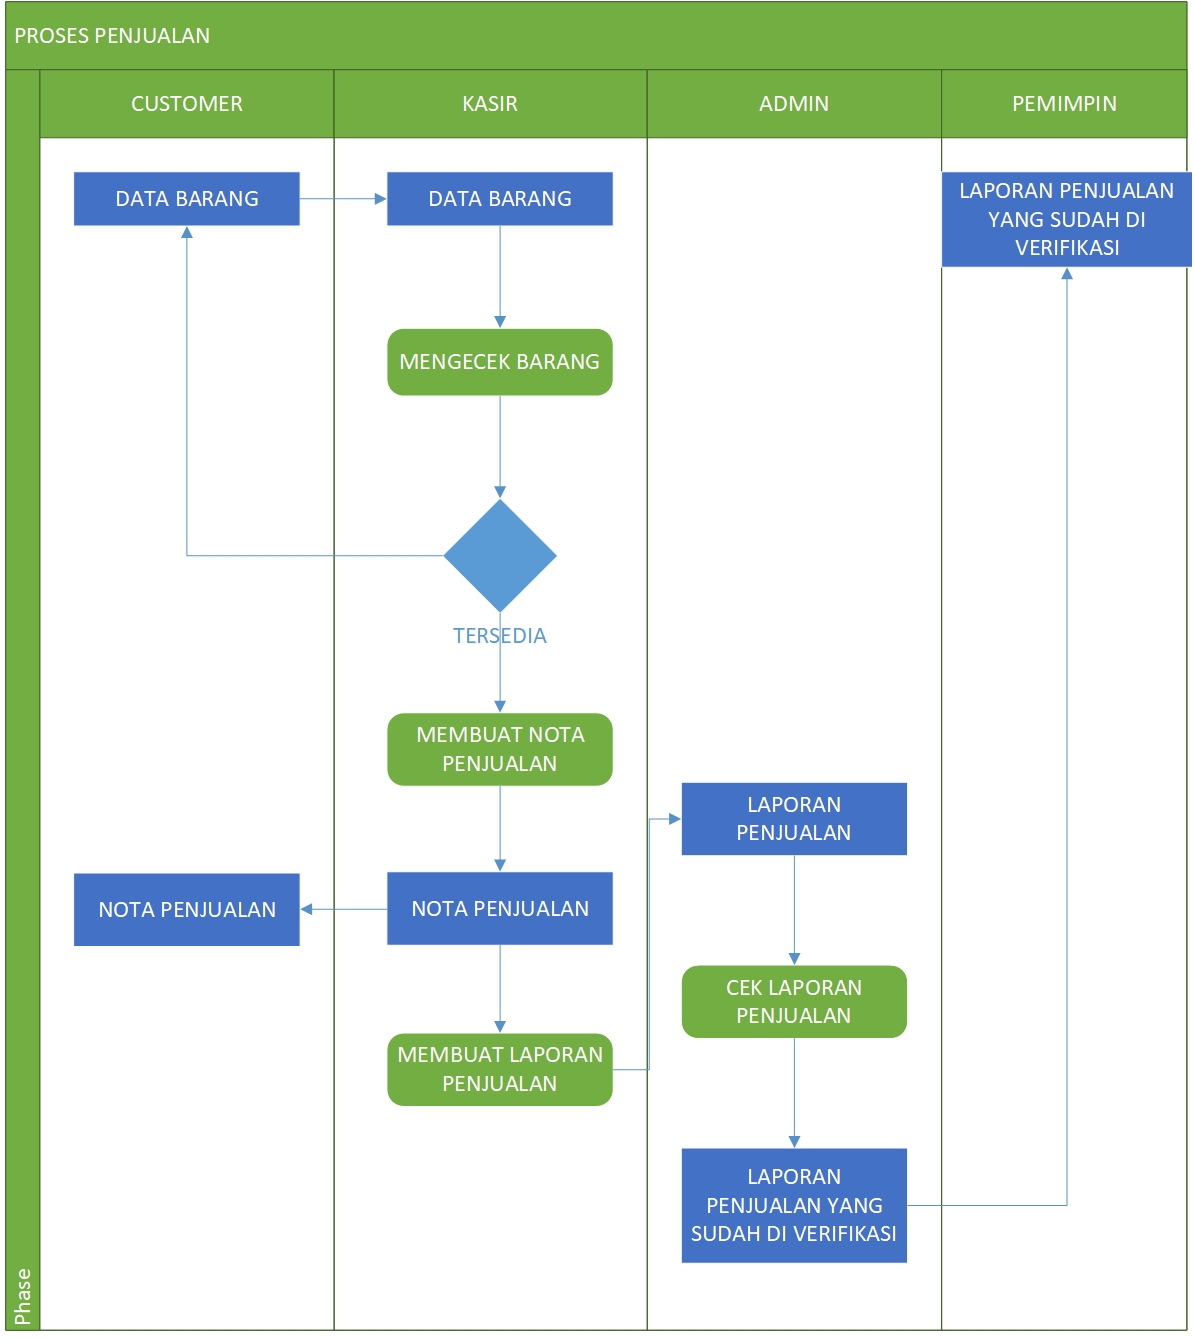 PROSES PENJUALAN
CUSTOMER
KASIR
ADMIN
PEMIMPIN
DATA BARANG
DATA BARANG
LAPORAN PENJUALAN
YANG SUDAH DI
VERIFIKASI
MENGECEK BARANG
TERSEDIA
MEMBUAT NOTA
PENJUALAN
LAPORAN
PENJUALAN
NOTA PENJUALAN
NOTA PENJUALAN
CEK LAPORAN
PENJUALAN
MEMBUAT LAPORAN
PENJUALAN
LAPORAN
PENJUALAN YANG
SUDAH DI VERIFIKASI
Phase